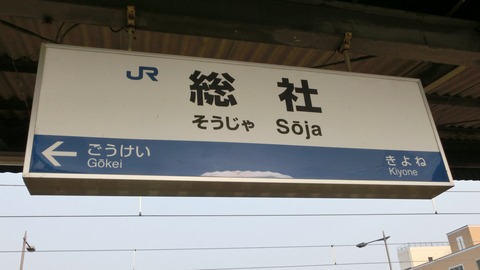 JR 総社
そうじゃ Sōja
← ごうけい きよね
Gōkei Kiyone